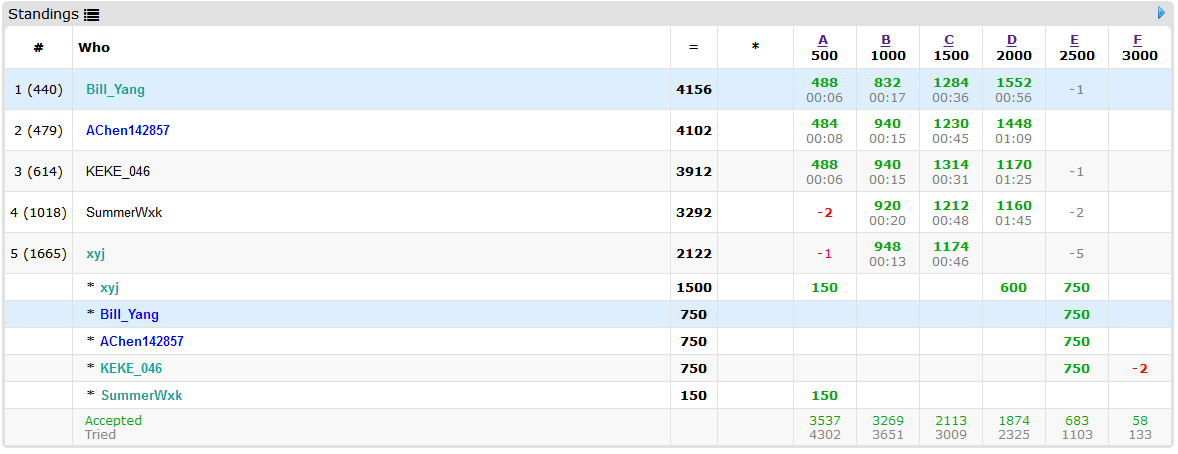 Standings
# Who = * A B C D E F
500 1000 1500 2000 2500 3000
1 (440) Bill_Yang 4156 488 832 1284 1552 -1
00:06 00:17 00:36 00:56
2 (479) AChen142857 4102 484 940 1230 1448
00:08 00:15 00:45 01:09
3 (614) KEKE_046 3912 488 940 1314 1170 -1
00:06 00:15 00:31 01:25
4 (1018) SummerWxk 3292 -2 920 1212 1160 -2
00:20 00:48 01:45
5 (1665) xyj 2122 -1 948 1174 -5
00:13 00:46
* xyj 1500 150 600 750
* Bill_Yang 750 750
* AChen142857 750 750
* KEKE_046 750 750 -2
* SummerWxk 150 150
Accepted 3537 3269 2113 1874 683 58
Tried 4302 3651 3009 2325 1103 133